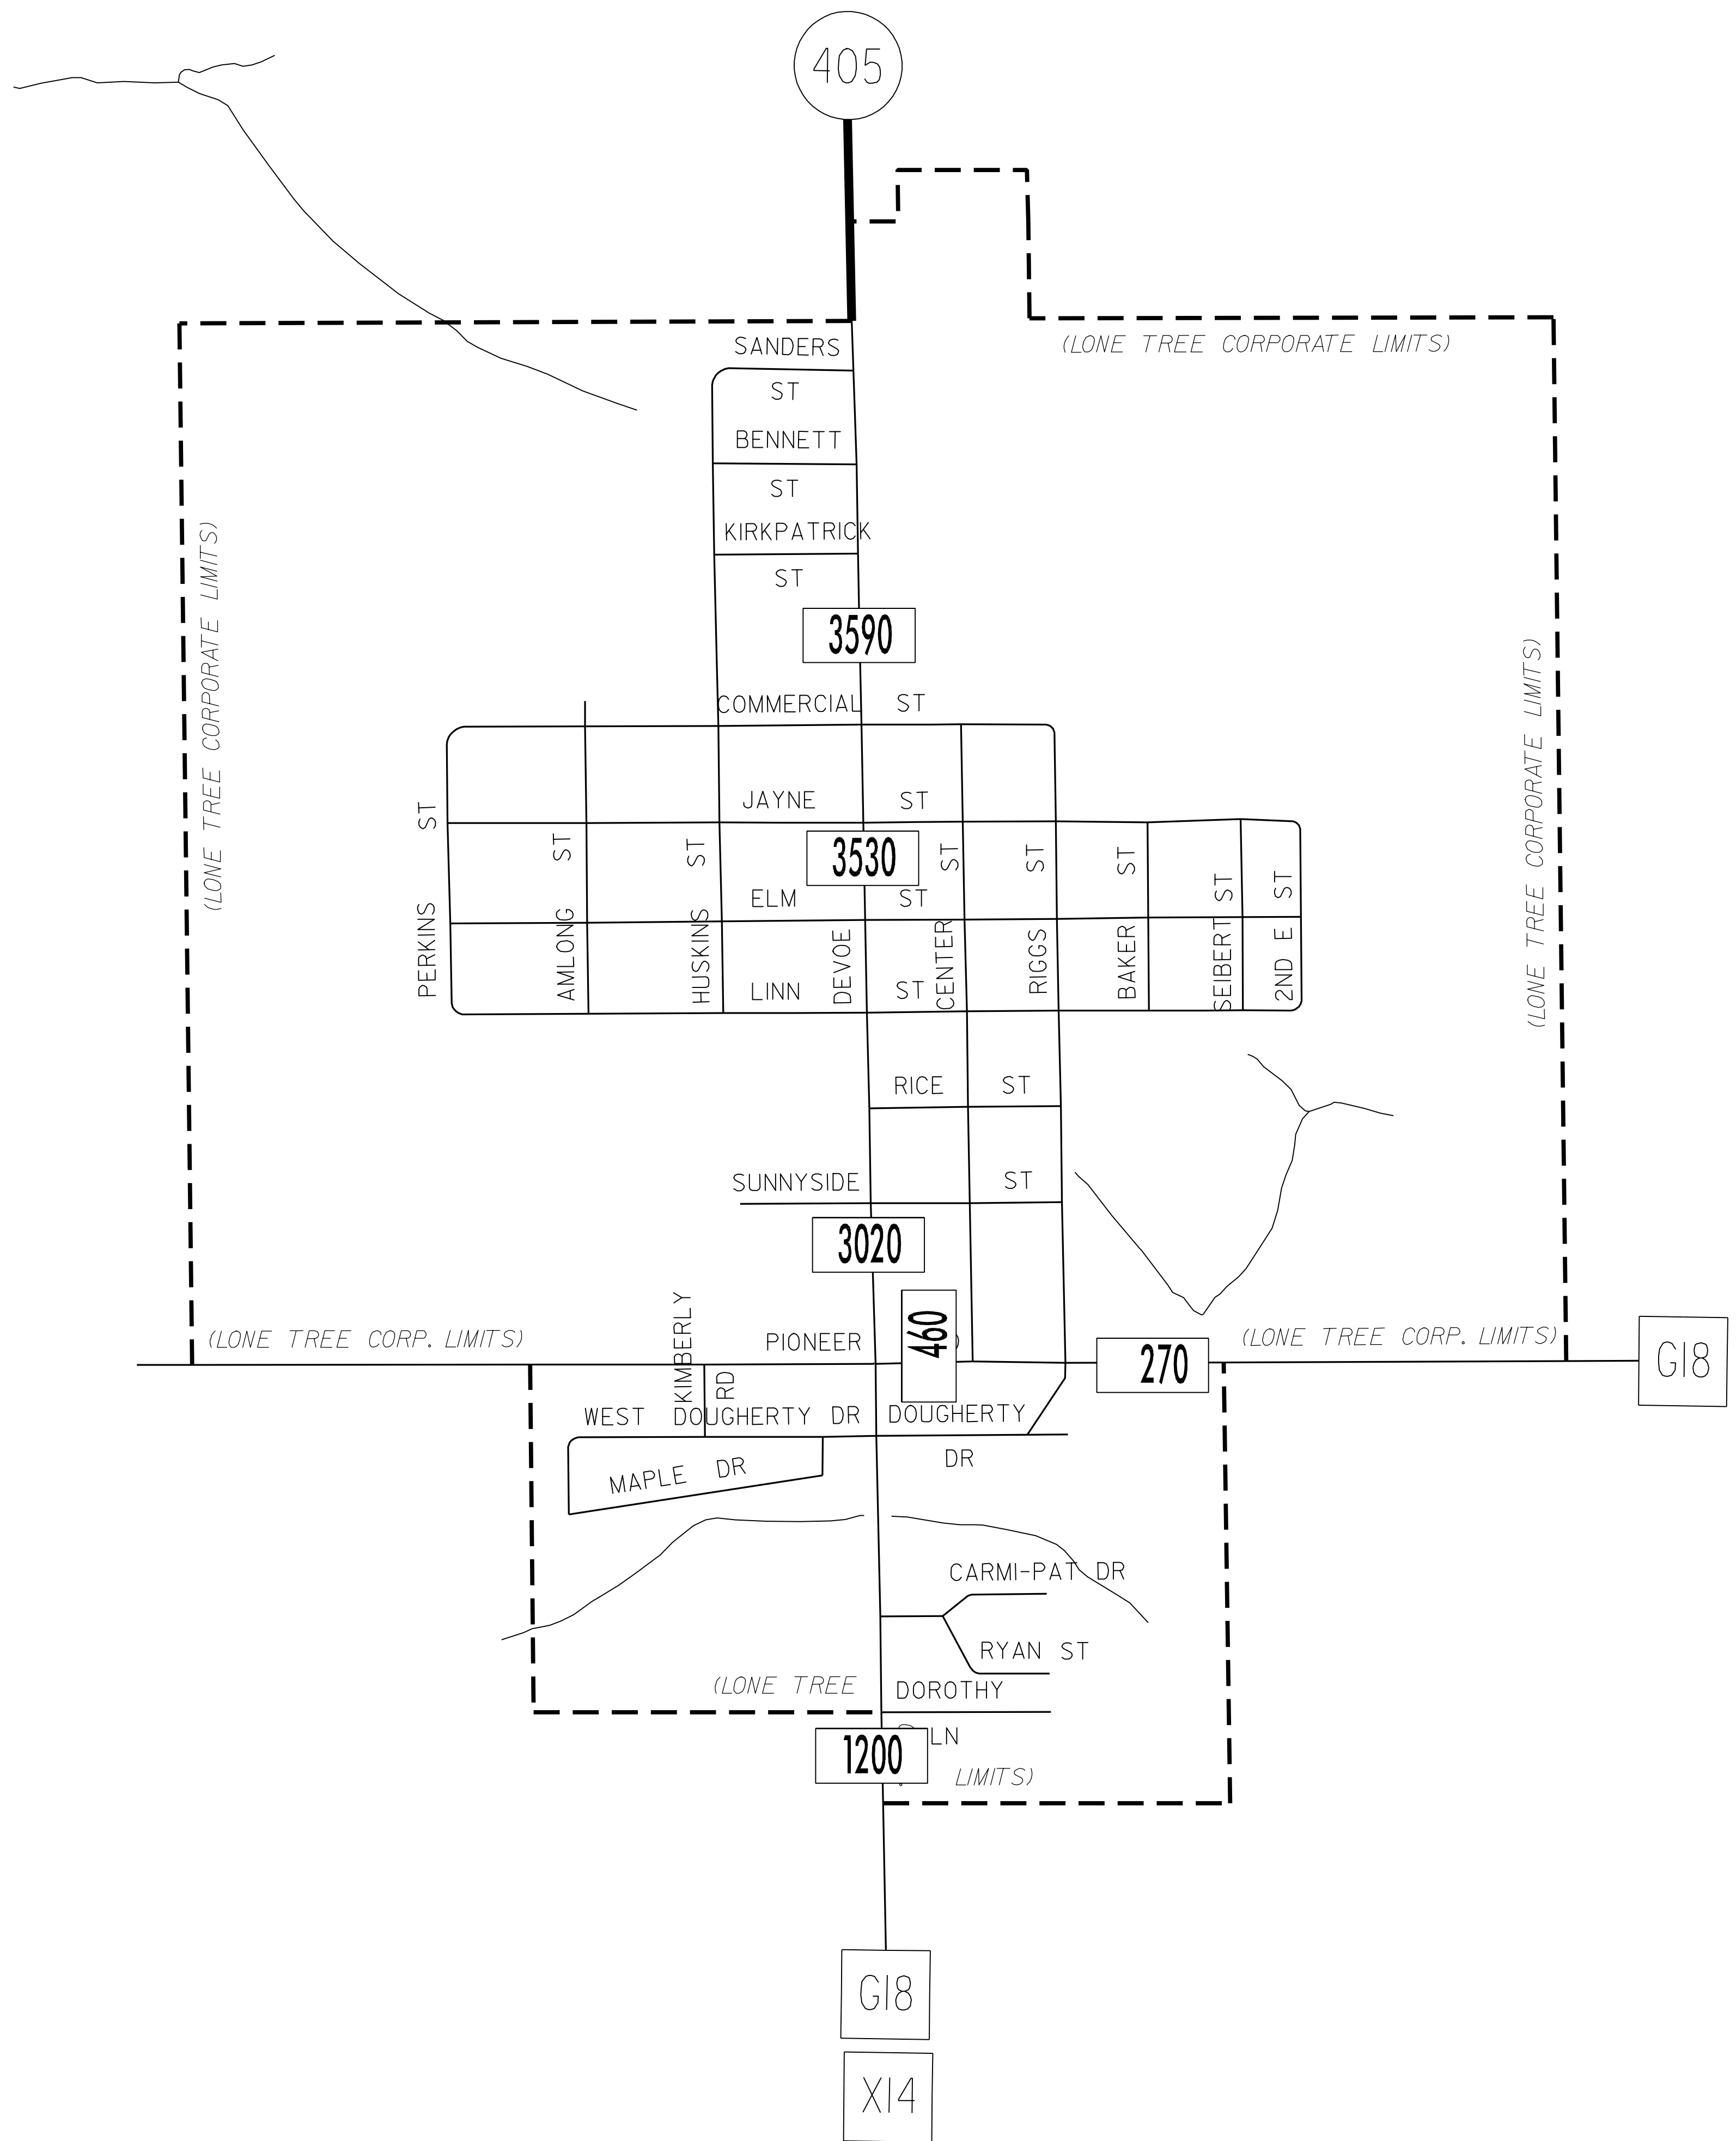 405
(LONE TREE CORPORATE LIMITS)
SANDERS
ST
BENNETT
ST
KIRKPATRICK
ST
(LONE TREE CORPORATE LIMITS)
3590
(LONE TREE CORPORATE LIMITS)
COMMERCIAL ST
JAYNE ST
PERKINS ST
AMLONG ST
HUSKINS ST
3530
CENTER ST
RIGGS ST
BAKER ST
SEIBERT ST
2ND E ST
ELM ST
DEVOE
LINN ST
RICE ST
SUNNYSIDE ST
3020
460
(LONE TREE CORP. LIMITS)
KIMBERLY
RD
PIONEER
270
(LONE TREE CORP. LIMITS)
G18
WEST DOUGHERTY DR
DOUGHERTY
DR
MAPLE DR
CARMI-PAT DR
RYAN ST
(LONE TREE
DOROTHY
LN
1200
LIMITS)
G18
X14